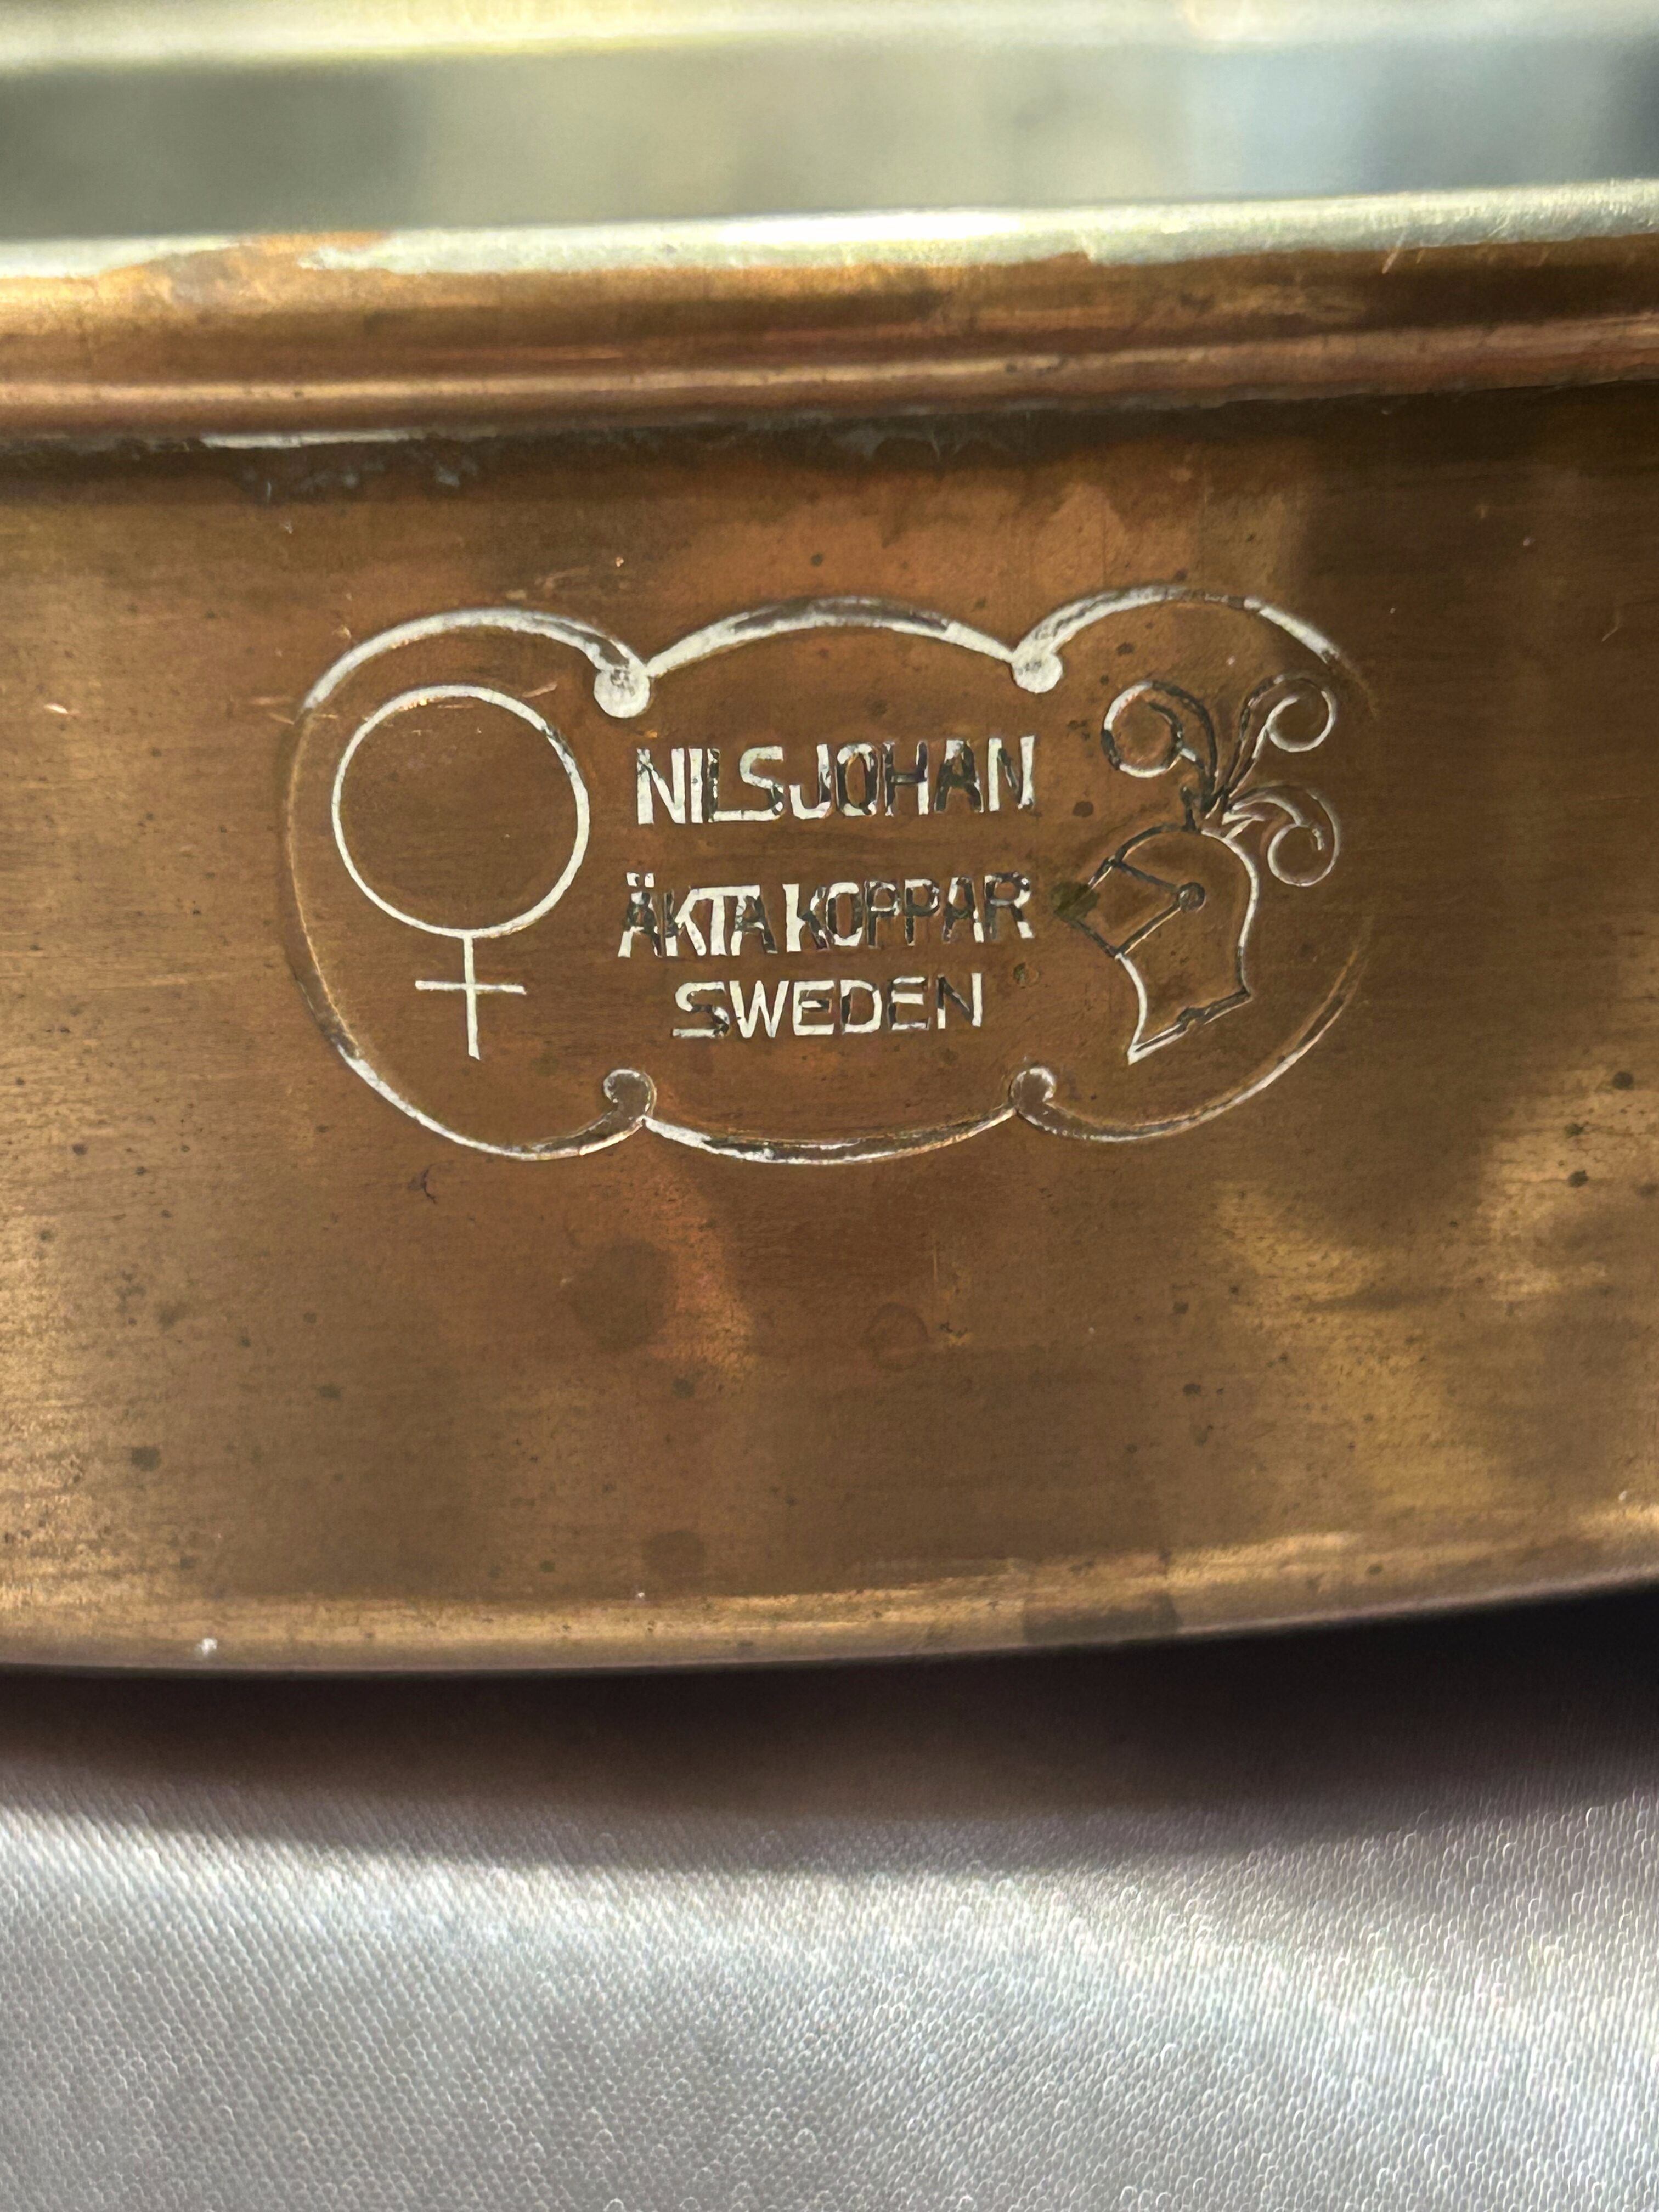 NILSJOHAN
ÄKTA KOPPAR
SWEDEN